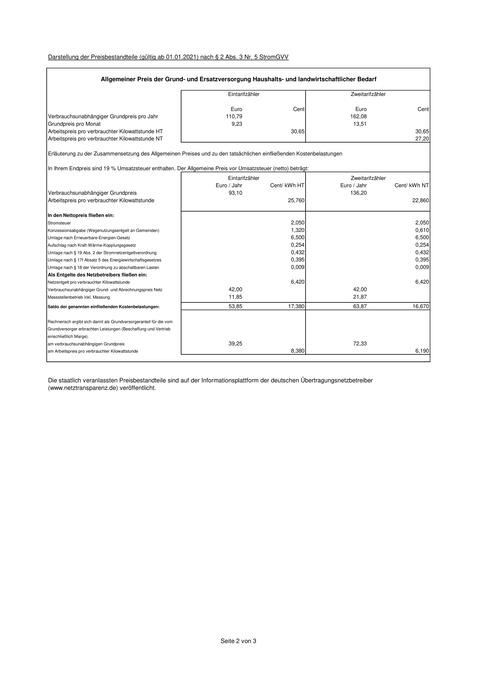 Darstellung der Preisbestandteile (gültig ab 01.01.2021) nach § 2 Abs. 3 Nr. 5 StromGVV
Allgemeiner Preis der Grund- und Ersatzversorgung Haushalts- und landwirtschaftlicher Bedarf
Eintarifzähler Zweitarifzähler
Euro Cent Euro Cent
Verbrauchsunabhängiger Grundpreis pro Jahr 110,79 162,08
Grundpreis pro Monat 9,23 13,51
Arbeitspreis pro verbrauchter Kilowattstunde HT 30,65 30,65
Arbeitspreis pro verbrauchter Kilowattstunde NT 27,20
Erläuterung zu der Zusammensetzung des Allgemeinen Preises und zu den tatsächlichen einfließenden Kostenbelastungen
In Ihrem Endpreis sind 19 % Umsatzsteuer enthalten. Der Allgemeine Preis vor Umsatzsteuer (netto) beträgt:
Eintarifzähler Zweitarifzähler
Euro / Jahr Cent/ kWh HT Euro / Jahr Cent/ kWh NT
Verbrauchsunabhängiger Grundpreis 93,10 136,20
Arbeitspreis pro verbrauchter Kilowattstunde 25,760 22,860
In den Nettopreis fließen ein:
Stromsteuer 2,050 2,050
Konzessionsabgabe (Wegenutzungsentgelt an Gemeinden) 1,320 0,610
Umlage nach Erneuerbare-Energien-Gesetz 6,500 6,500
Aufschlag nach Kraft-Wärme-Kopplungsgesetz 0,254 0,254
Umlage nach § 19 Abs. 2 der Stromnetzentgeltverordnung 0,432 0,432
Umlage nach § 17f Absatz 5 des Energiewirtschaftsgesetzes 0,395 0,395
Umlage nach § 18 der Verordnung zu abschaltbaren Lasten 0,009 0,009
Als Entgelte des Netzbetreibers fließen ein:
Netzentgelt pro verbrauchter Kilowattstunde 6,420 6,420
Verbrauchsunabhängiger Grund- und Abrechnungspreis Netz 42,00 42,00
Messstellenbetrieb inkl. Messung 11,85 21,87
Saldo der genannten einfließenden Kostenbelastungen: 53,85 17,380 63,87 16,670
Rechnerisch ergibt sich damit als Grundversorgeranteil für die vom
Grundversorger erbrachten Leistungen (Beschaffung und Vertrieb
einschließlich Marge):
am verbrauchsunabhängigen Grundpreis 39,25 72,33
am Arbeitspreis pro verbrauchter Kilowattstunde 8,380 6,190
Die staatlich veranlassten Preisbestandteile sind auf der Informationsplattform der deutschen Übertragungsnetzbetreiber
(www.netztransparenz.de) veröffentlicht.
Seite 2 von 3